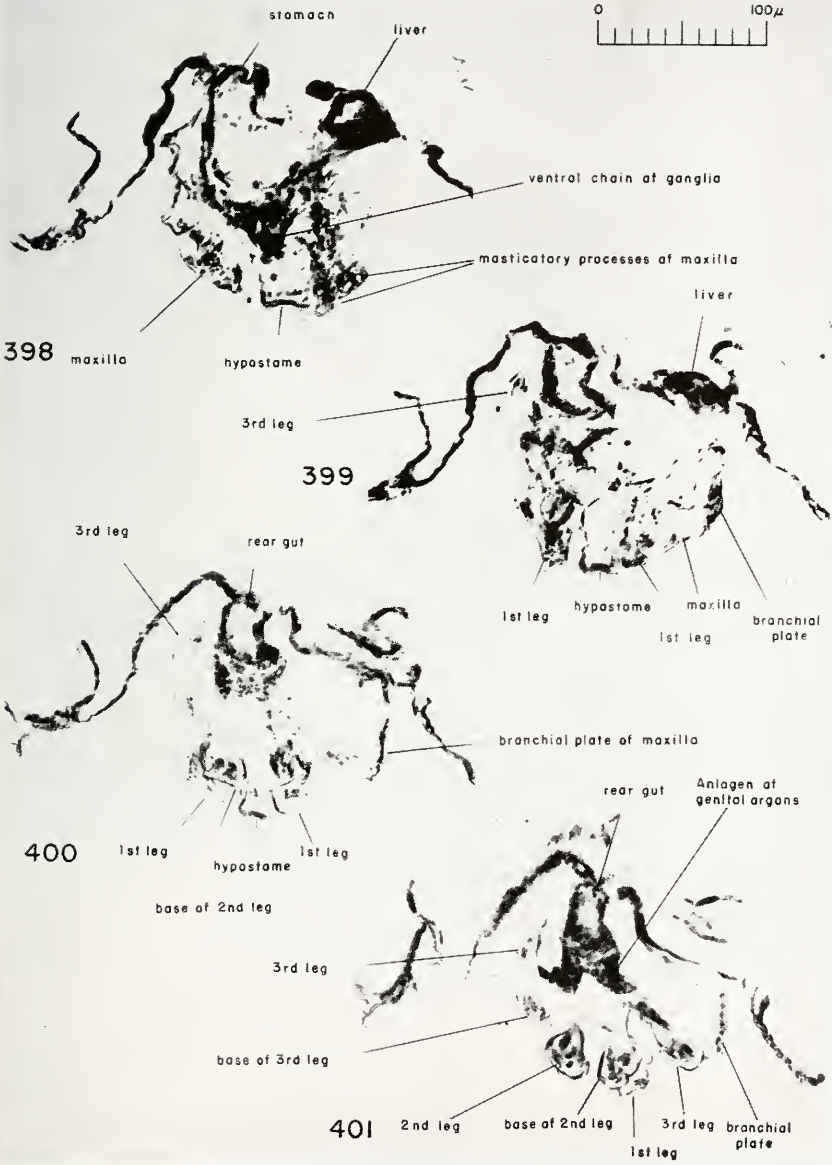 0 100µ
stomach
liver
ventral chain of ganglia
masticatory processes of maxilla
398
maxilla
hypostome
liver
3rd leg
399
1st leg
hypostome
maxilla
1st leg
branchial
plate
3rd leg
rear gut
branchial plate of maxilla
400
1st leg
hypostome
1st leg
base of 2nd leg
rear gut
Anlagen of
genital organs
3rd leg
base of 3rd leg
401
2nd leg
base of 2nd leg
1st leg
3rd leg
branchial
plate